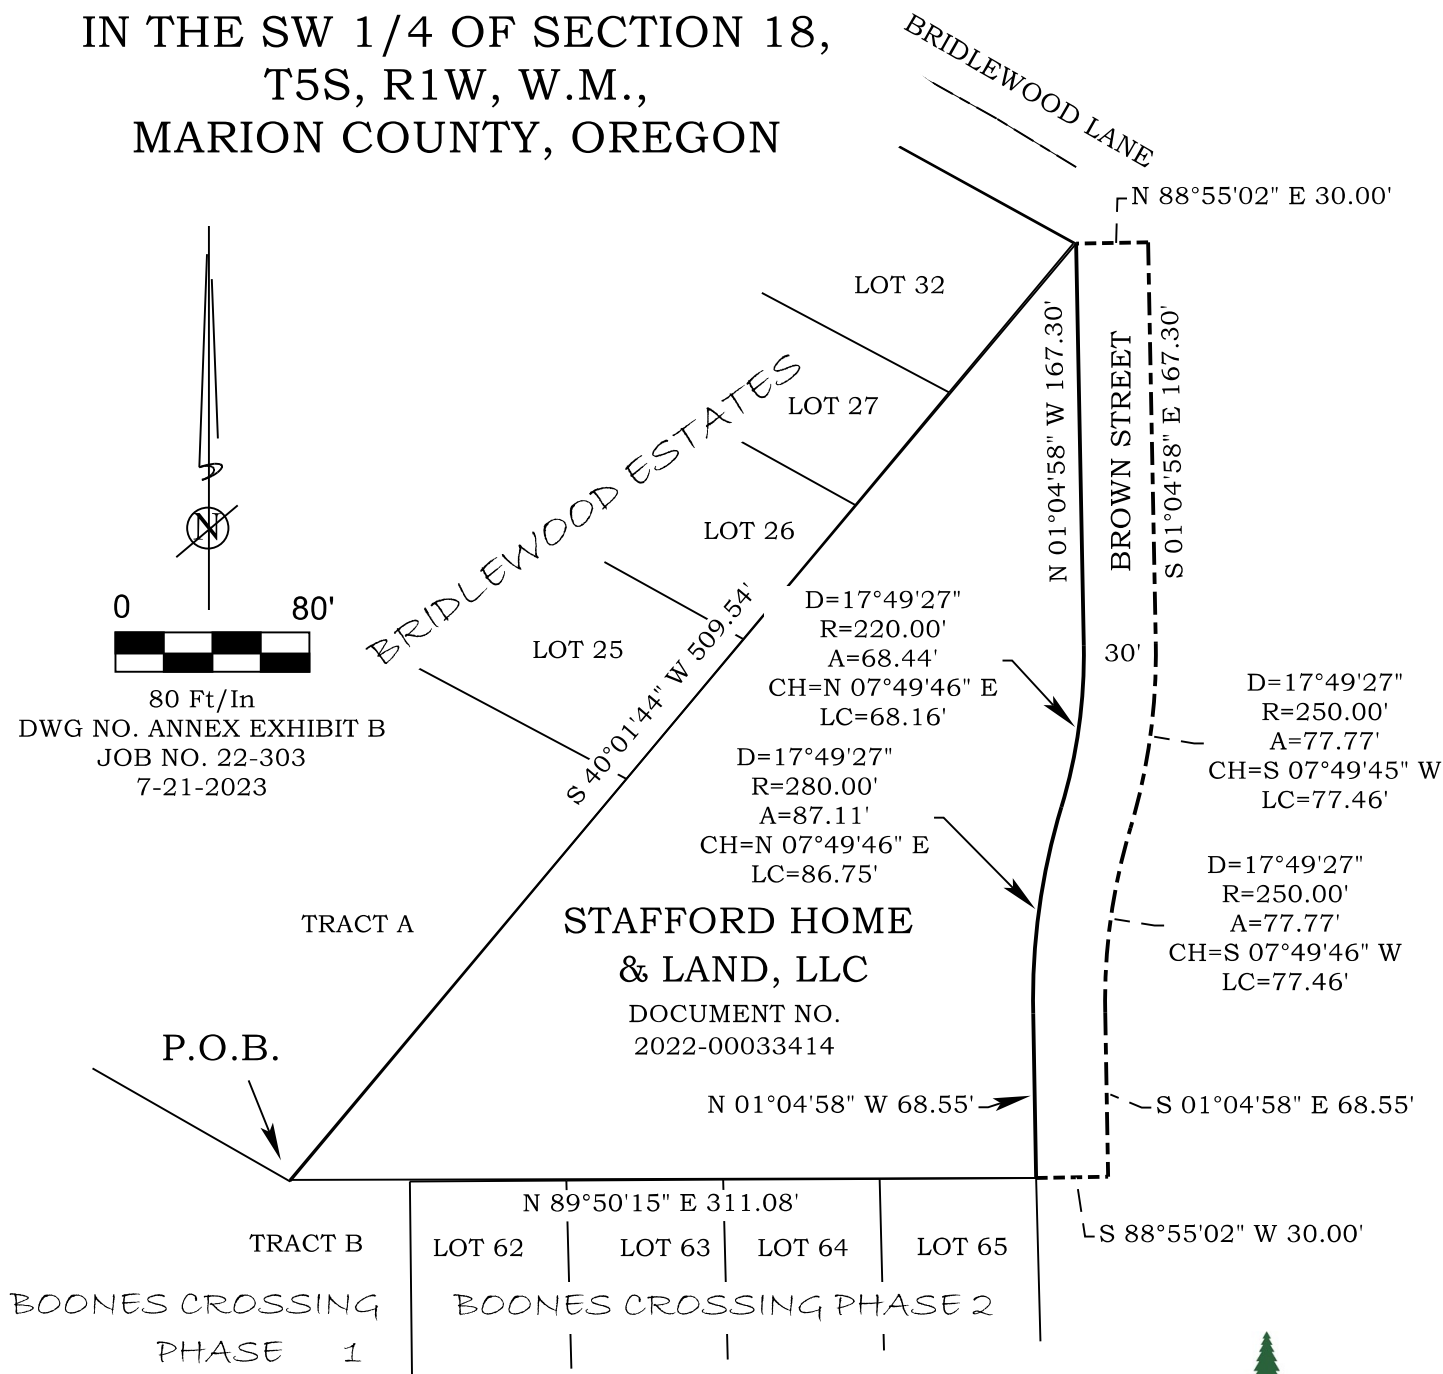 IN THE SW 1/4 OF SECTION 18,
T5S, R1W, W.M.,
MARION COUNTY, OREGON
BRIDLEWOOD LANE
N 88°55'02" E 30.00'
LOT 32
LOT 27
LOT 26
LOT 25
BRIDLEWOOD ESTATES
S 40°01'44" W 509.54'
N 01°04'58" W 167.30'
BROWN STREET
S 01°04'58" E 167.30'
30'
N
0 80'
80 Ft/In
DWG NO. ANNEX EXHIBIT B
JOB NO. 22-303
7-21-2023
D=17°49'27"
R=220.00'
A=68.44'
CH=N 07°49'46" E
LC=68.16'
D=17°49'27"
R=280.00'
A=87.11'
CH=N 07°49'46" E
LC=86.75'
D=17°49'27"
R=250.00'
A=77.77'
CH=S 07°49'45" W
LC=77.46'
D=17°49'27"
R=250.00'
A=77.77'
CH=S 07°49'46" W
LC=77.46'
TRACT A
STAFFORD HOME
& LAND, LLC
DOCUMENT NO.
2022-00033414
P.O.B.
N 01°04'58" W 68.55'
S 01°04'58" E 68.55'
N 89°50'15" E 311.08'
S 88°55'02" W 30.00'
TRACT B
LOT 62
LOT 63
LOT 64
LOT 65
BOONES CROSSING
PHASE 1
BOONES CROSSING PHASE 2